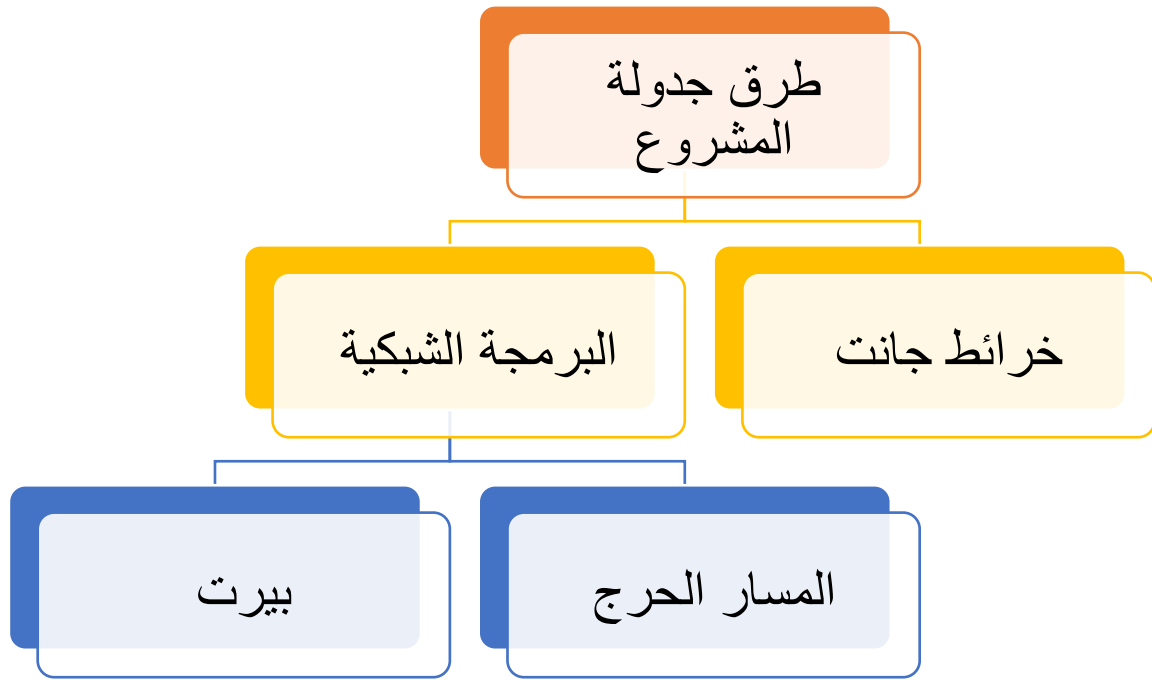 طرق جدولة
المشروع
خرائط جانت
البرمجة الشبكية
المسار الحرج
بيرت